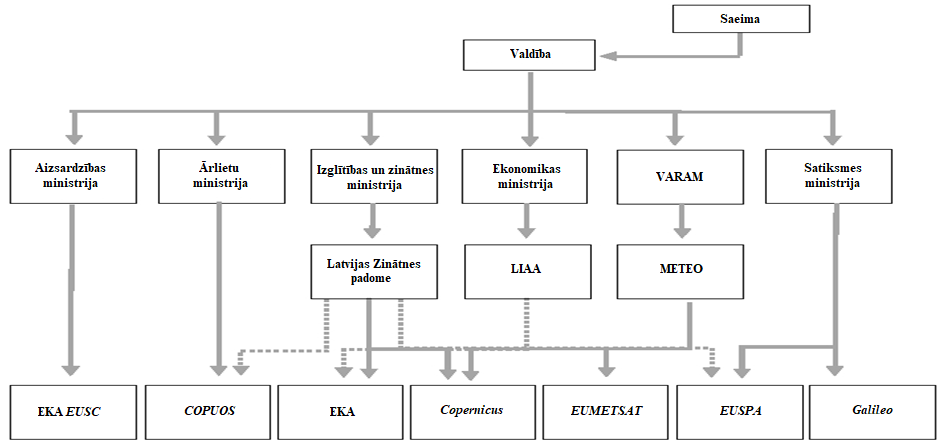 Saeima
Valdība
Aizsardzības
ministrija
Ārlietu
ministrija
Izglītības un zinātnes
ministrija
Ekonomikas
ministrija
VARAM
Satiksmes
ministrija
Latvijas Zinātnes
padome
LIAA
METEO
EKA EUSC
COPUOS
EKA
Copernicus
EUMETSAT
EUSPA
Galileo